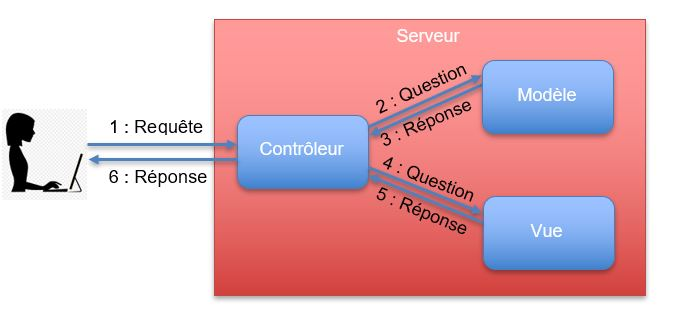 Serveur
2 : Question
3 : Réponse
Modèle
1 : Requête
Contrôleur
6 : Réponse
4 : Question
5 : Réponse
Vue